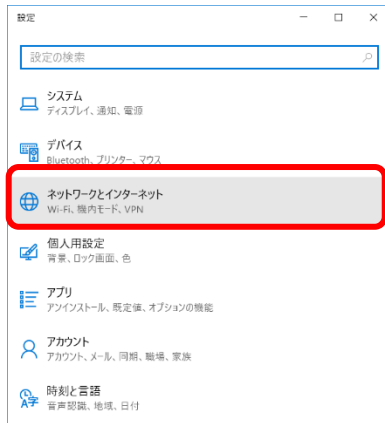 設定
設定の検索
システム
ディスプレイ、通知、電源
デバイス
Bluetooth、プリンター、マウス
ネットワークとインターネット
Wi-Fi、機内モード、VPN
個人用設定
背景、ロック画面、色
アプリ
アンインストール、既定値、オプションの機能
アカウント
アカウント、メール、同期、職場、家族
時刻と言語
音声認識、地域、日付